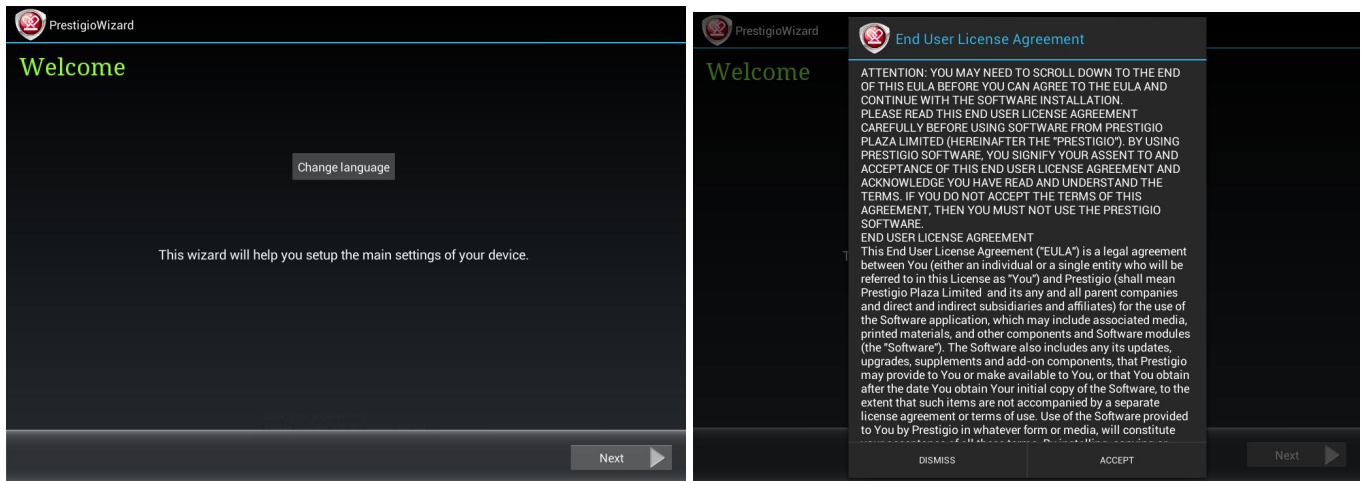 PrestigioWizard
Welcome
Change language
This wizard will help you setup the main settings of your device.
Next
PrestigioWizard
Welcome
T
Next
End User License Agreement
ATTENTION: YOU MAY NEED TO SCROLL DOWN TO THE END
OF THIS EULA BEFORE YOU CAN AGREE TO THE EULA AND
CONTINUE WITH THE SOFTWARE INSTALLATION.
PLEASE READ THIS END USER LICENSE AGREEMENT
CAREFULLY BEFORE USING SOFTWARE FROM PRESTIGIO
PLAZA LIMITED (HEREINAFTER THE "PRESTIGIO"). BY USING
PRESTIGIO SOFTWARE, YOU SIGNIFY YOUR ASSENT TO AND
ACCEPTANCE OF THIS END USER LICENSE AGREEMENT AND
ACKNOWLEDGE YOU HAVE READ AND UNDERSTAND THE
TERMS. IF YOU DO NOT ACCEPT THE TERMS OF THIS
AGREEMENT, THEN YOU MUST NOT USE THE PRESTIGIO
SOFTWARE.
END USER LICENSE AGREEMENT
This End User License Agreement ("EULA") is a legal agreement
between You (either an individual or a single entity who will be
referred to in this License as "You") and Prestigio (shall mean
Prestigio Plaza Limited and its any and all parent companies
and direct and indirect subsidiaries and affiliates) for the use of
the Software application, which may include associated media,
printed materials, and other components and Software modules
(the "Software"). The Software also includes any its updates,
upgrades, supplements and add-on components, that Prestigio
may provide to You or make available to You, or that You obtain
after the date You obtain Your initial copy of the Software, to the
extent that such items are not accompanied by a separate
license agreement or terms of use. Use of the Software provided
to You by Prestigio in whatever form or media, will constitute
DISMISS
ACCEPT